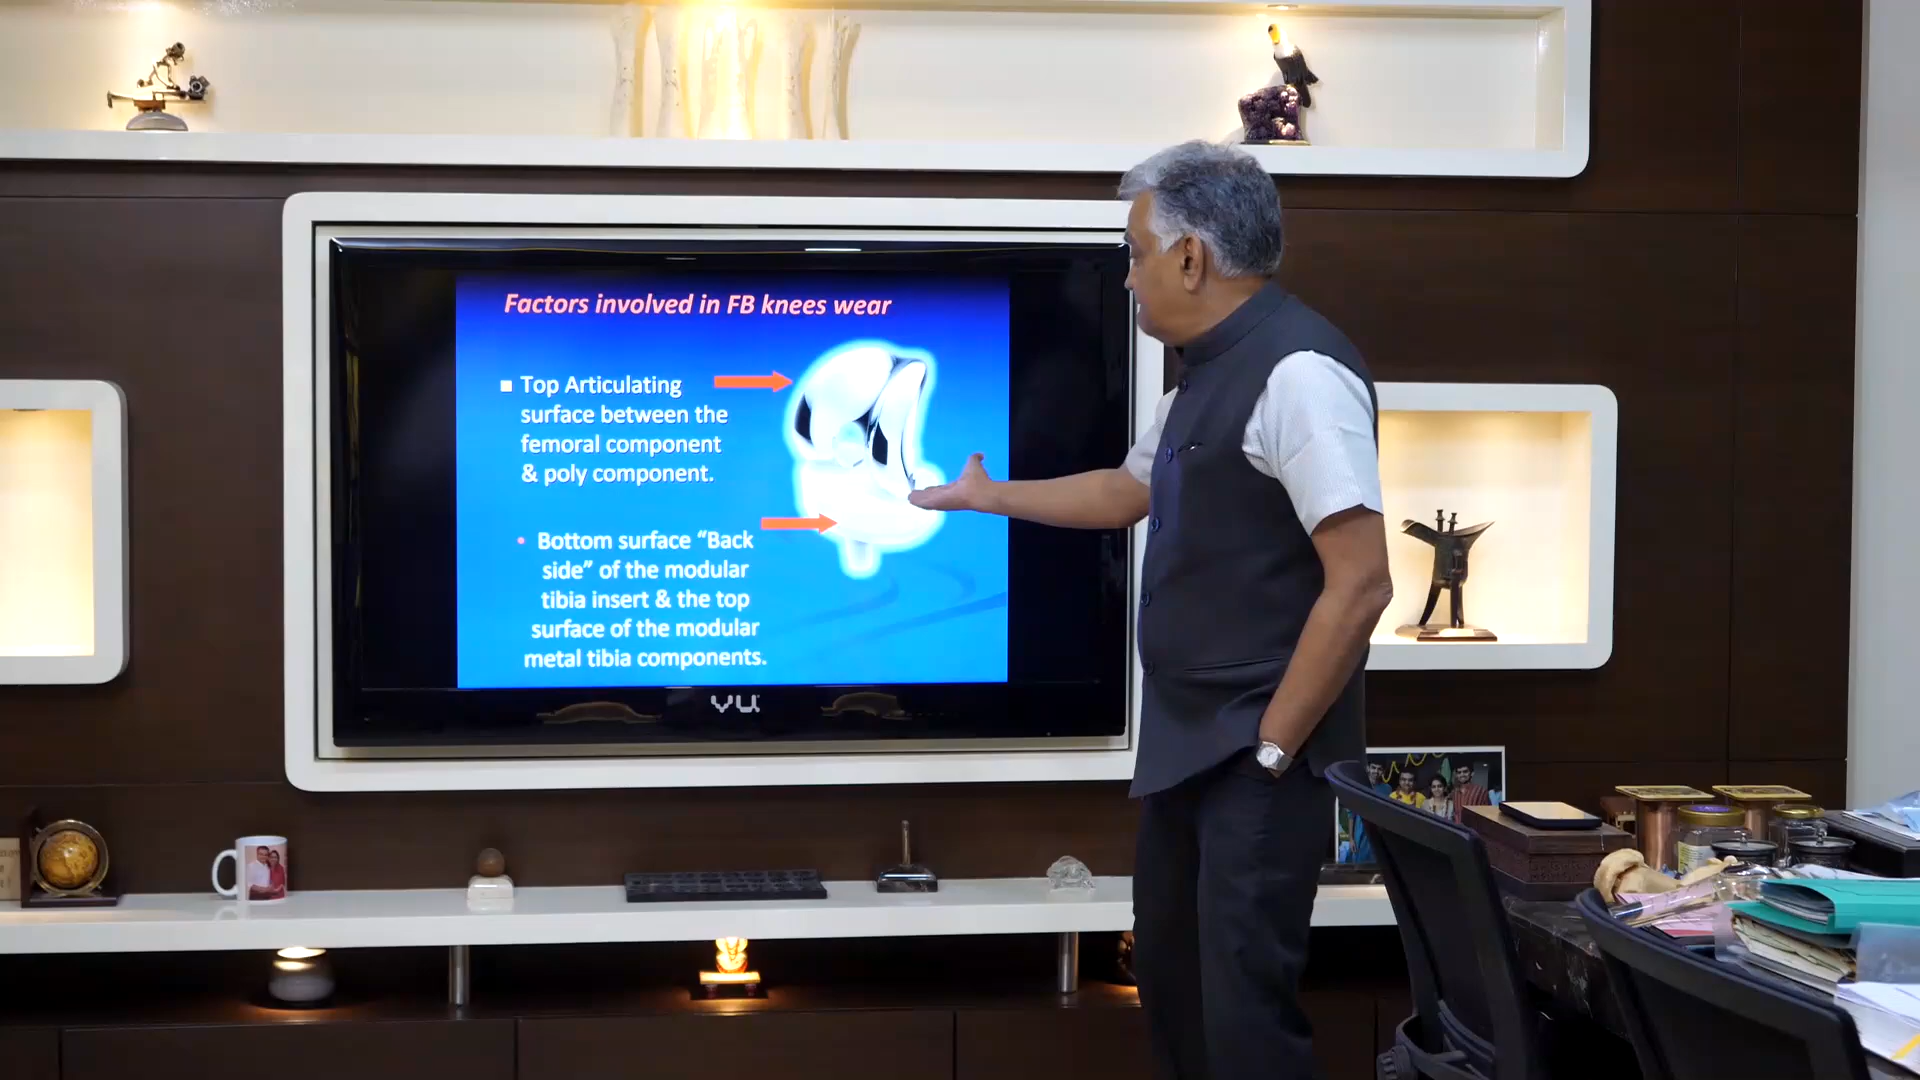 Factors involved in FB knees wear
Top Articulating
surface between the
femoral component
& poly component.
Bottom surface “Back
side” of the modular
tibia insert & the top
surface of the modular
metal tibia components.
VU